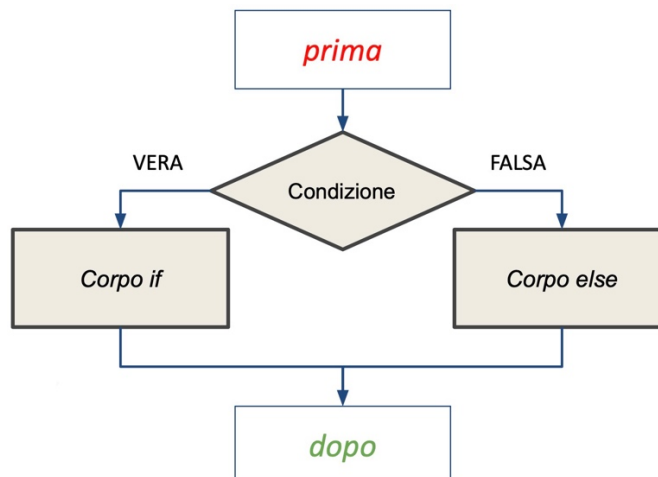 prima
VERA
FALSA
Condizione
Corpo if
Corpo else
dopo